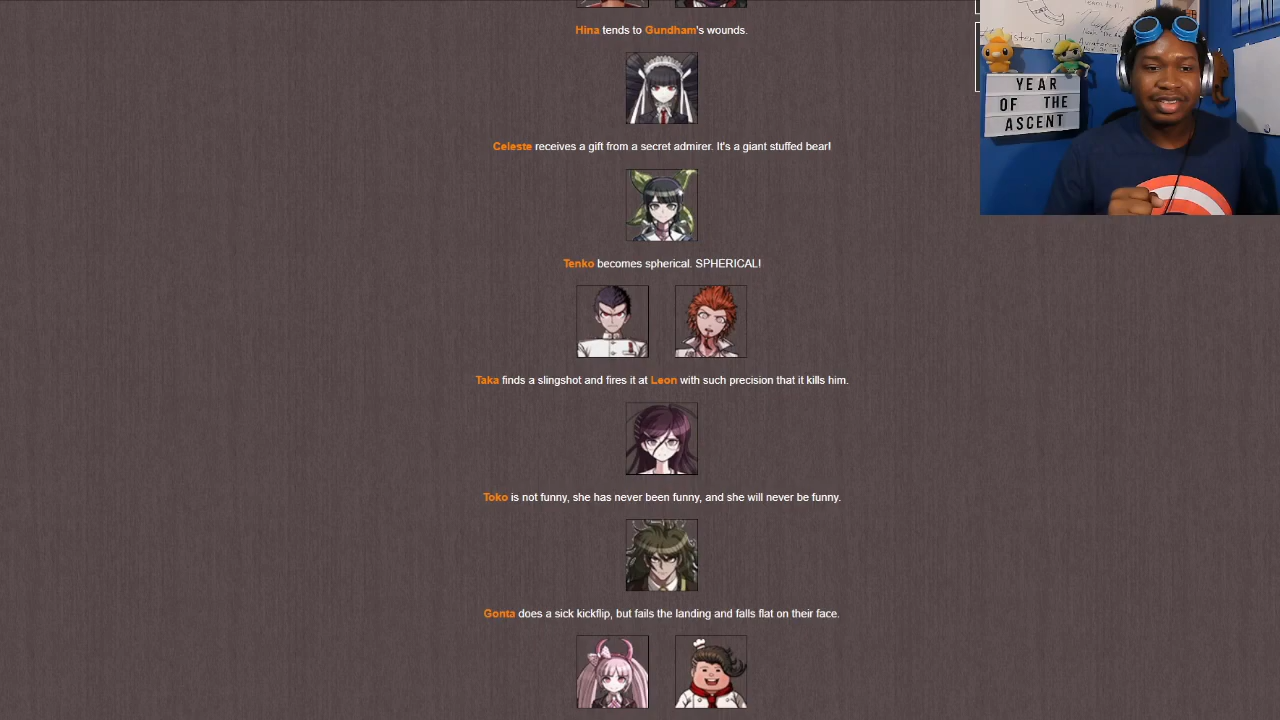 Hina tends to Gundham's wounds.
Celeste receives a gift from a secret admirer. It's a giant stuffed bear!
Tenko becomes spherical. SPHERICAL!
Taka finds a slingshot and fires it at Leon with such precision that it kills him.
Toko is not funny, she has never been funny, and she will never be funny.
Gonta does a sick kickflip, but fails the landing and falls flat on their face.
YEAR
OF THE
ASCENT